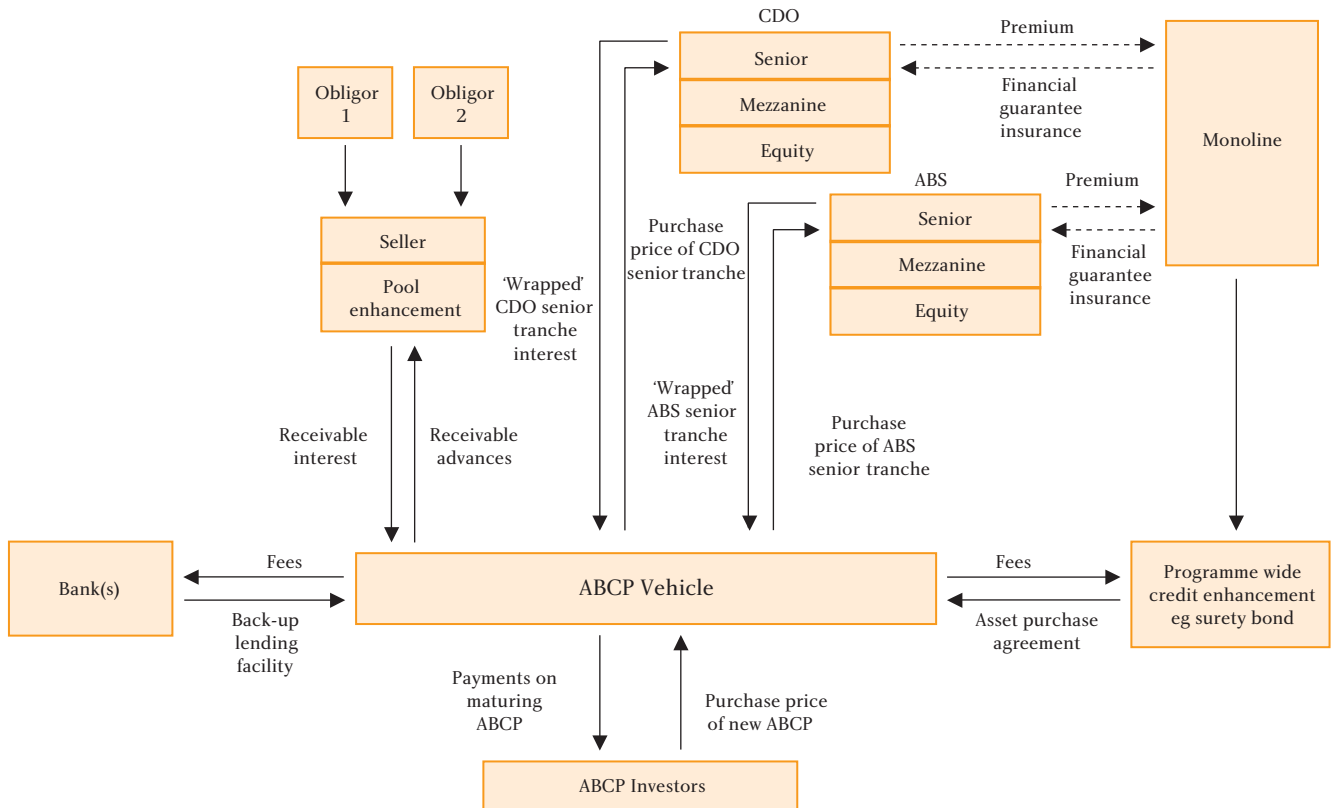 CDO
Senior
Mezzanine
Equity
Premium
Financial
guarantee
insurance
Monoline
Obligor
1
Obligor
2
ABS
Senior
Mezzanine
Equity
Premium
Financial
guarantee
insurance
Seller
Pool
enhancement
‘Wrapped’
CDO senior
tranche
interest
Purchase
price of CDO
senior tranche
‘Wrapped’
ABS senior
tranche
interest
Purchase
price of ABS
senior tranche
Receivable
interest
Receivable
advances
Bank(s)
Fees
Back-up
lending
facility
ABCP Vehicle
Fees
Asset purchase
agreement
Programme wide
credit enhancement
eg surety bond
Payments on
maturing
ABCP
Purchase price
of new ABCP
ABCP Investors